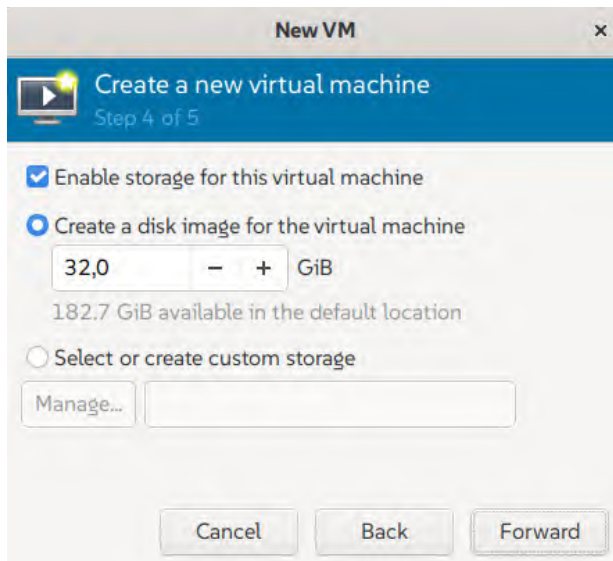 New VM
Create a new virtual machine
Step 4 of 5
Enable storage for this virtual machine
Create a disk image for the virtual machine
32,0 − + GiB
182.7 GiB available in the default location
Select or create custom storage
Manage...
Cancel Back Forward